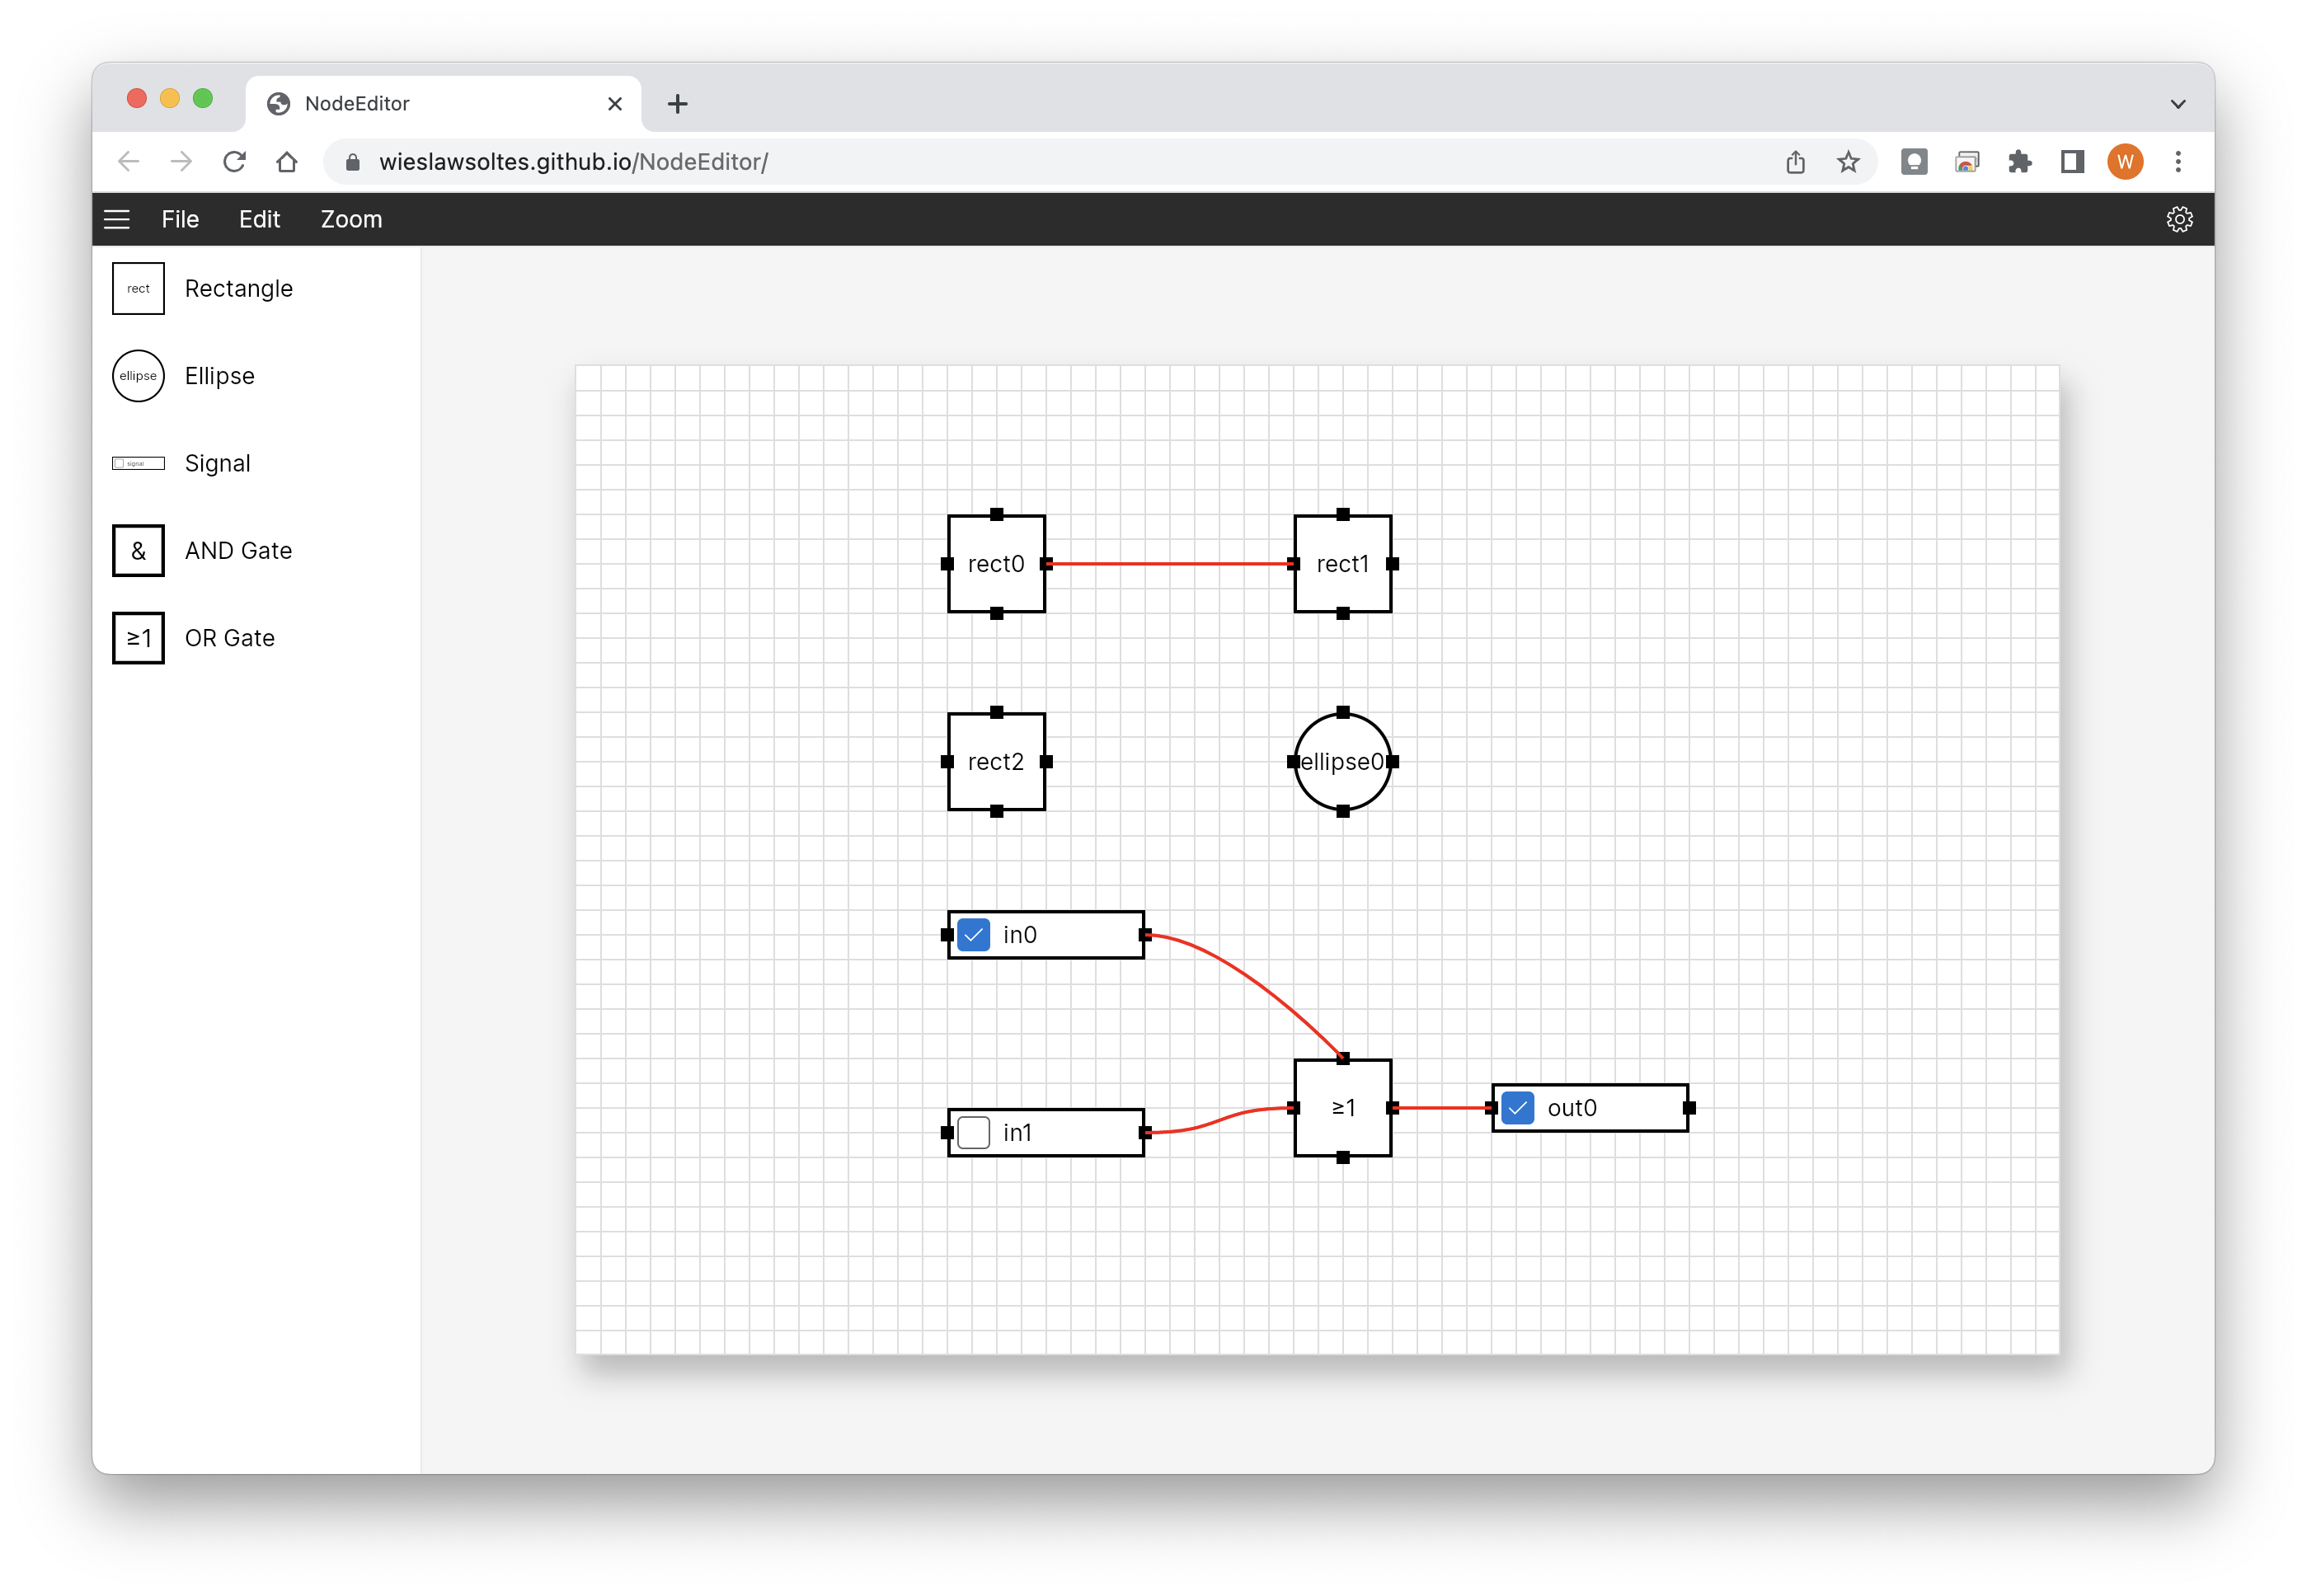 NodeEditor
wieslawsoltes.github.io/NodeEditor/
W
File Edit Zoom
rect Rectangle
ellipse Ellipse
signal Signal
& AND Gate
≥1 OR Gate
rect0
rect1
rect2
ellipse0
in0
in1
≥1
out0